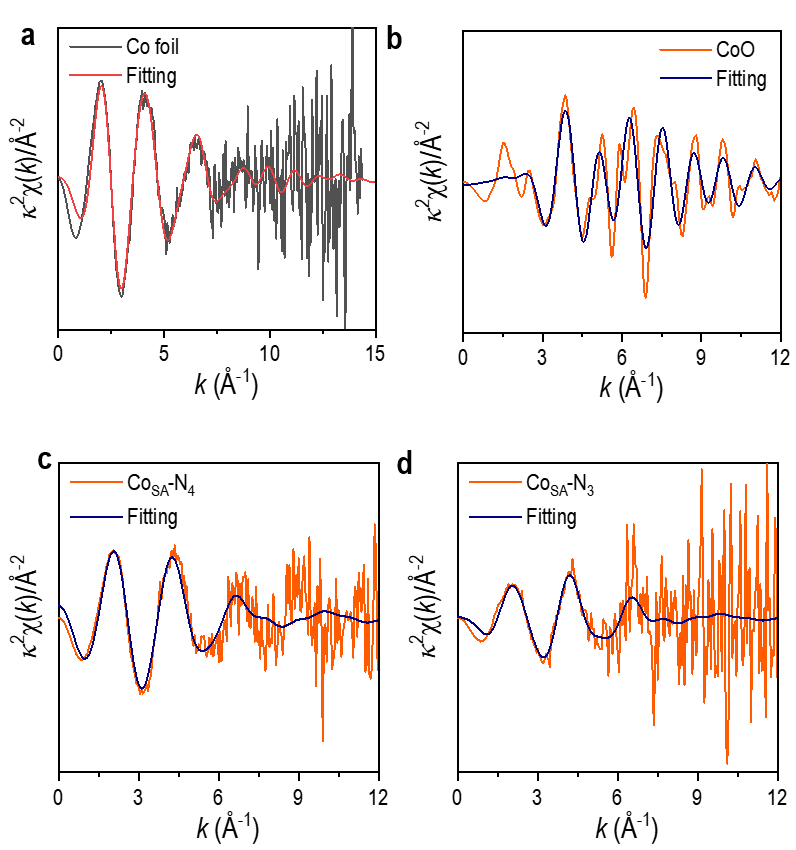 a
Co foil
Fitting
κ²χ(k)/Å⁻²
0 5 10 15
k (Å⁻¹)
b
CoO
Fitting
κ²χ(k)/Å⁻²
0 3 6 9 12
k (Å⁻¹)
c
Co_SA-N₄
Fitting
κ²χ(k)/Å⁻²
0 3 6 9 12
k (Å⁻¹)
d
Co_SA-N₃
Fitting
κ²χ(k)/Å⁻²
0 3 6 9 12
k (Å⁻¹)